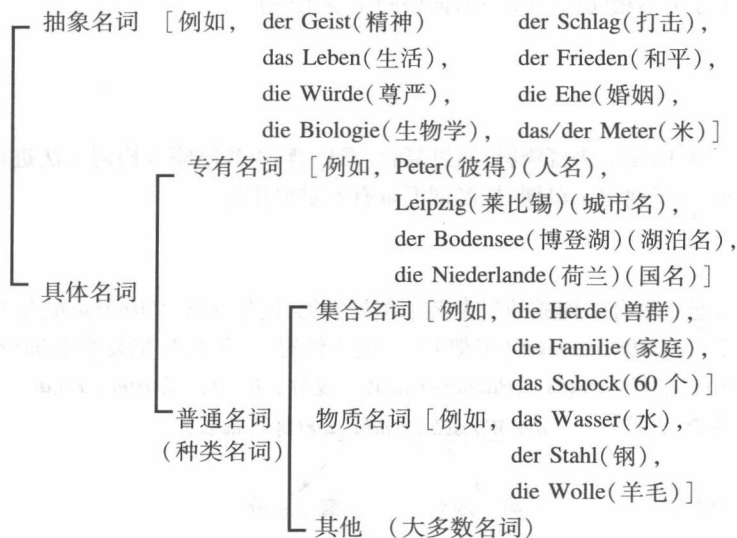 抽象名词 [例如, der Geist(精神) der Schlag(打击),
das Leben(生活), der Frieden(和平),
die Würde(尊严), die Ehe(婚姻),
die Biologie(生物学), das/der Meter(米)]
专有名词 [例如, Peter(彼得)(人名),
Leipzig(莱比锡)(城市名),
der Bodensee(博登湖)(湖泊名),
die Niederlande(荷兰)(国名)]
具体名词
集合名词 [例如, die Herde(兽群),
die Familie(家庭),
das Schock(60 个)]
普通名词 物质名词 [例如, das Wasser(水),
(种类名词) der Stahl(钢),
die Wolle(羊毛)]
其他 (大多数名词)